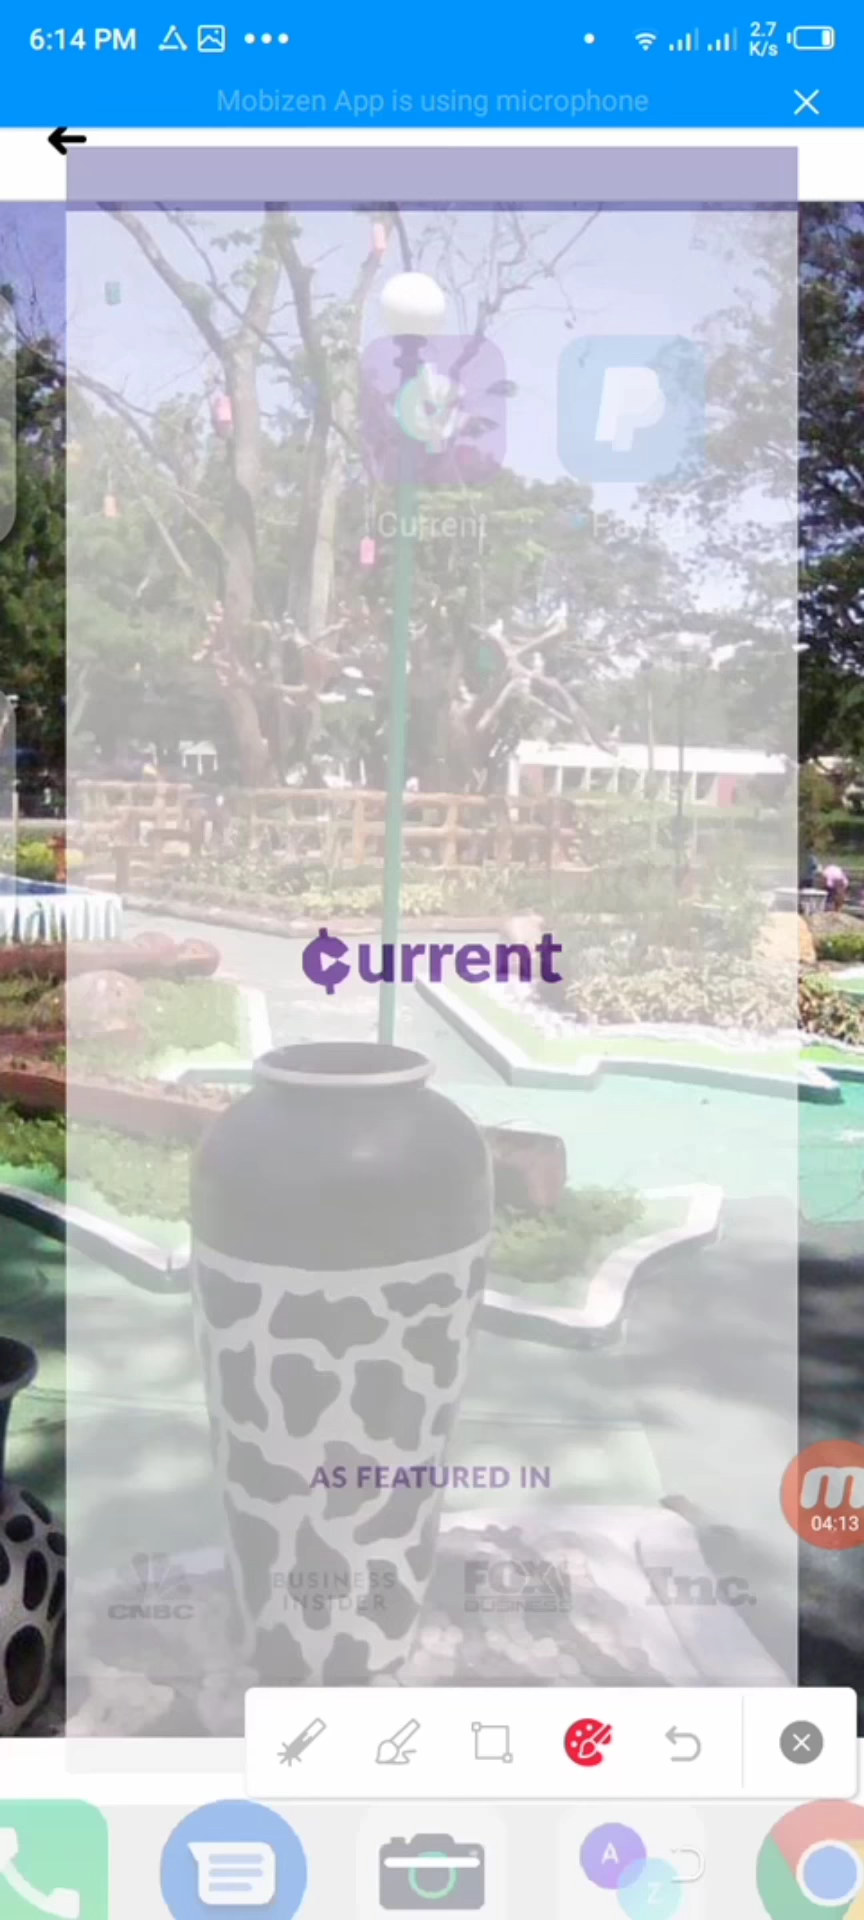 6:14 PM
2.7
K/s
Mobizen App is using microphone
Current
Current
AS FEATURED IN
CNBC
BUSINESS
INSIDER
FOX
BUSINESS
Inc.
04:13
A
Z